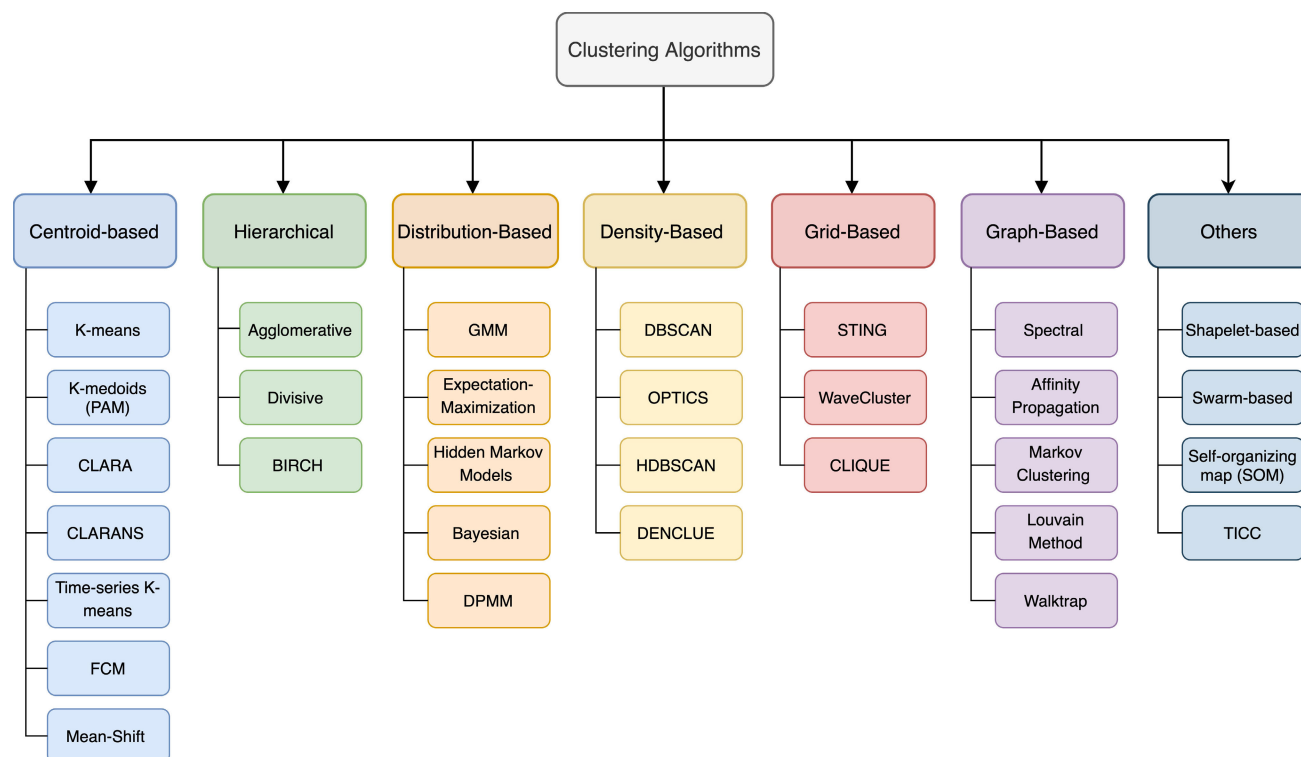 Clustering Algorithms
Centroid-based
Hierarchical
Distribution-Based
Density-Based
Grid-Based
Graph-Based
Others
K-means
K-medoids
(PAM)
CLARA
CLARANS
Time-series K-
means
FCM
Mean-Shift
Agglomerative
Divisive
BIRCH
GMM
Expectation-
Maximization
Hidden Markov
Models
Bayesian
DPMM
DBSCAN
OPTICS
HDBSCAN
DENCLUE
STING
WaveCluster
CLIQUE
Spectral
Affinity
Propagation
Markov
Clustering
Louvain
Method
Walktrap
Shapelet-based
Swarm-based
Self-organizing
map (SOM)
TICC